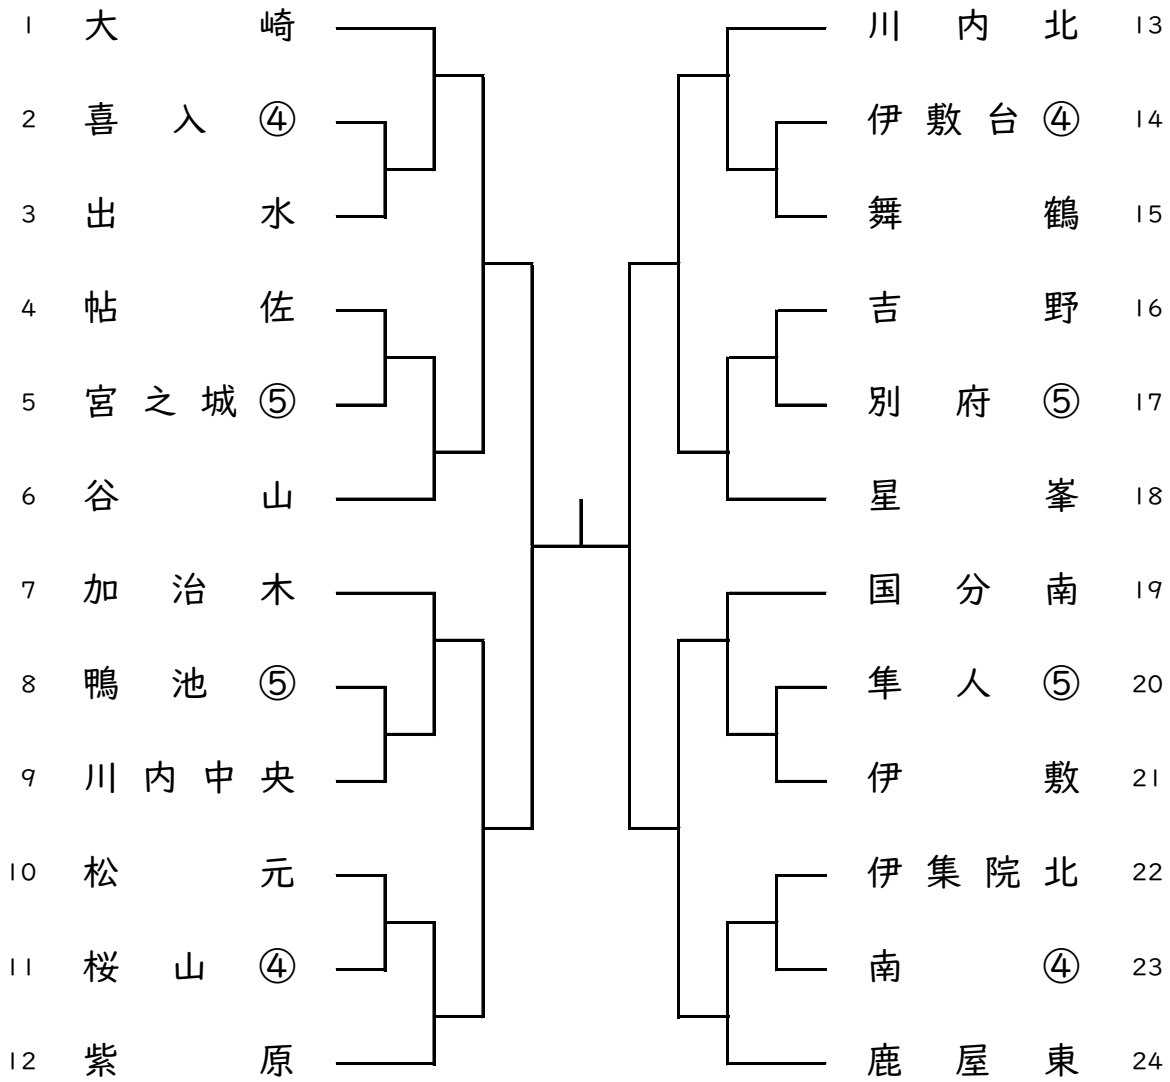 1 大崎
2 喜入④
3 出水
4 帖佐
5 宮之城⑤
6 谷山
7 加治木
8 鴨池⑤
9 川内中央
10 松元
11 桜山④
12 紫原
川内北 13
伊敷台④ 14
舞鶴 15
吉野 16
別府⑤ 17
星峯 18
国分南 19
隼人⑤ 20
伊敷 21
伊集院北 22
南④ 23
鹿屋東 24